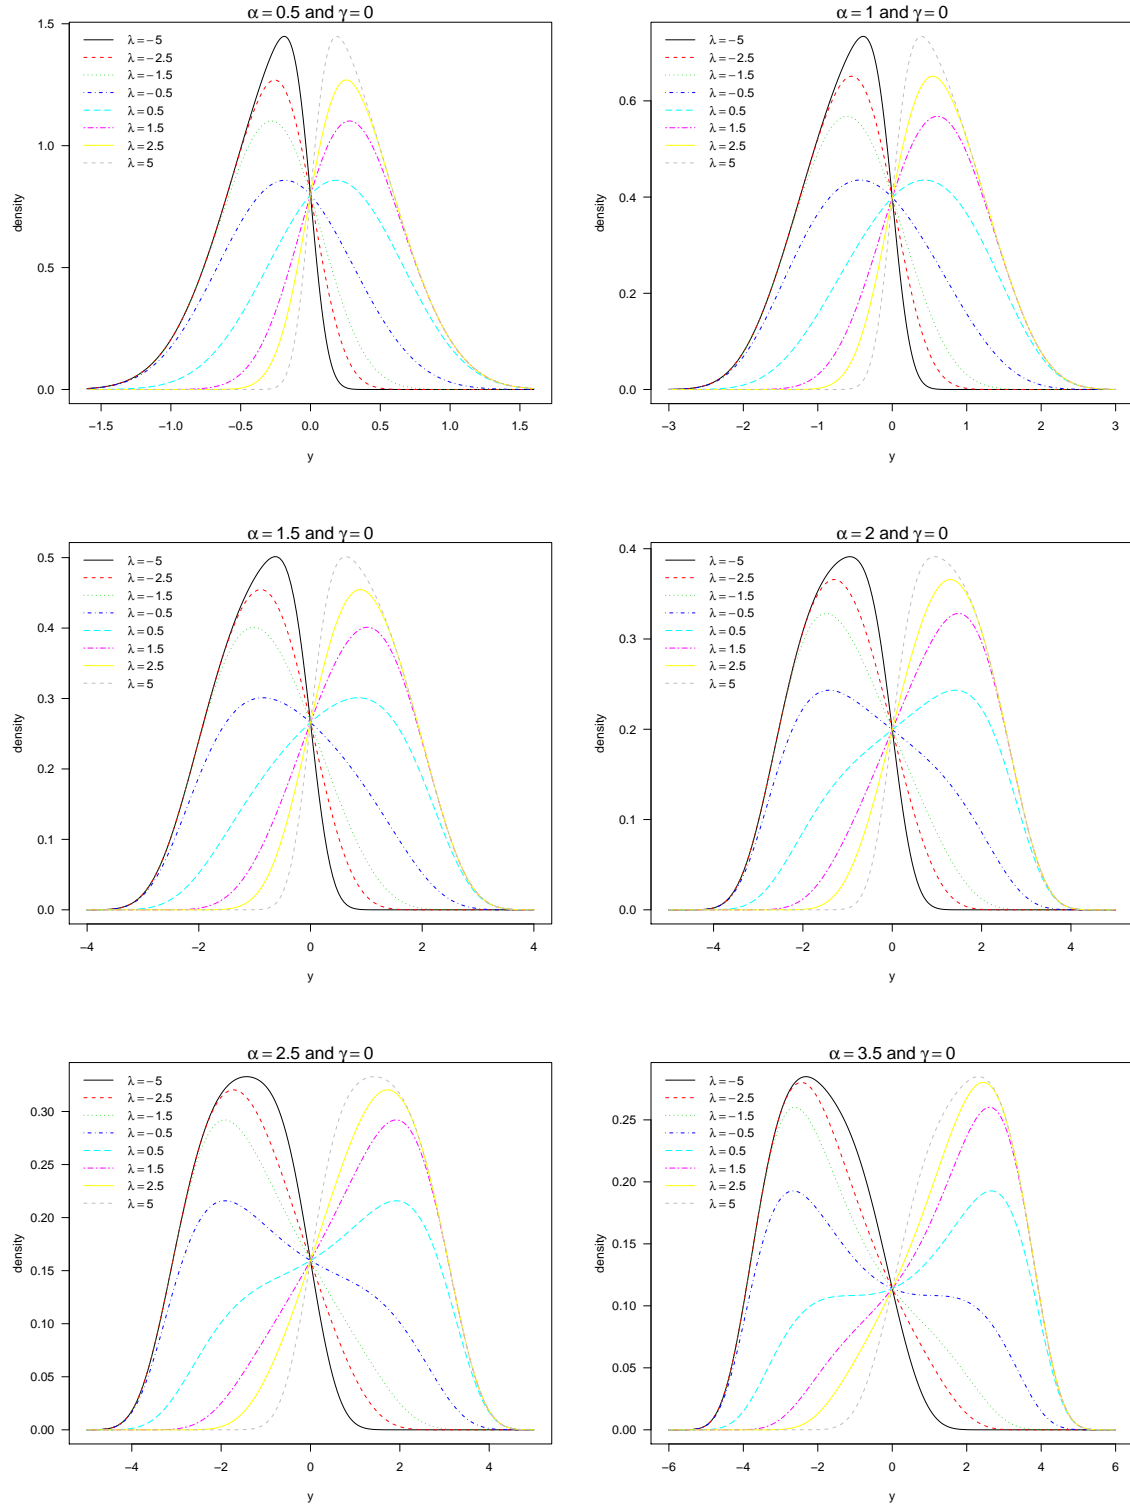 α = 0.5 and γ = 0
1.5
1.0
0.5
0.0
density
λ = −5
λ = −2.5
λ = −1.5
λ = −0.5
λ = 0.5
λ = 1.5
λ = 2.5
λ = 5
−1.5 −1.0 −0.5 0.0 0.5 1.0 1.5
y
α = 1 and γ = 0
0.6
0.4
0.2
0.0
density
λ = −5
λ = −2.5
λ = −1.5
λ = −0.5
λ = 0.5
λ = 1.5
λ = 2.5
λ = 5
−3 −2 −1 0 1 2 3
y
α = 1.5 and γ = 0
0.5
0.4
0.3
0.2
0.1
0.0
density
λ = −5
λ = −2.5
λ = −1.5
λ = −0.5
λ = 0.5
λ = 1.5
λ = 2.5
λ = 5
−4 −2 0 2 4
y
α = 2 and γ = 0
0.4
0.3
0.2
0.1
0.0
density
λ = −5
λ = −2.5
λ = −1.5
λ = −0.5
λ = 0.5
λ = 1.5
λ = 2.5
λ = 5
−4 −2 0 2 4
y
α = 2.5 and γ = 0
0.30
0.25
0.20
0.15
0.10
0.05
0.00
density
λ = −5
λ = −2.5
λ = −1.5
λ = −0.5
λ = 0.5
λ = 1.5
λ = 2.5
λ = 5
−4 −2 0 2 4
y
α = 3.5 and γ = 0
0.25
0.20
0.15
0.10
0.05
0.00
density
λ = −5
λ = −2.5
λ = −1.5
λ = −0.5
λ = 0.5
λ = 1.5
λ = 2.5
λ = 5
−6 −4 −2 0 2 4 6
y